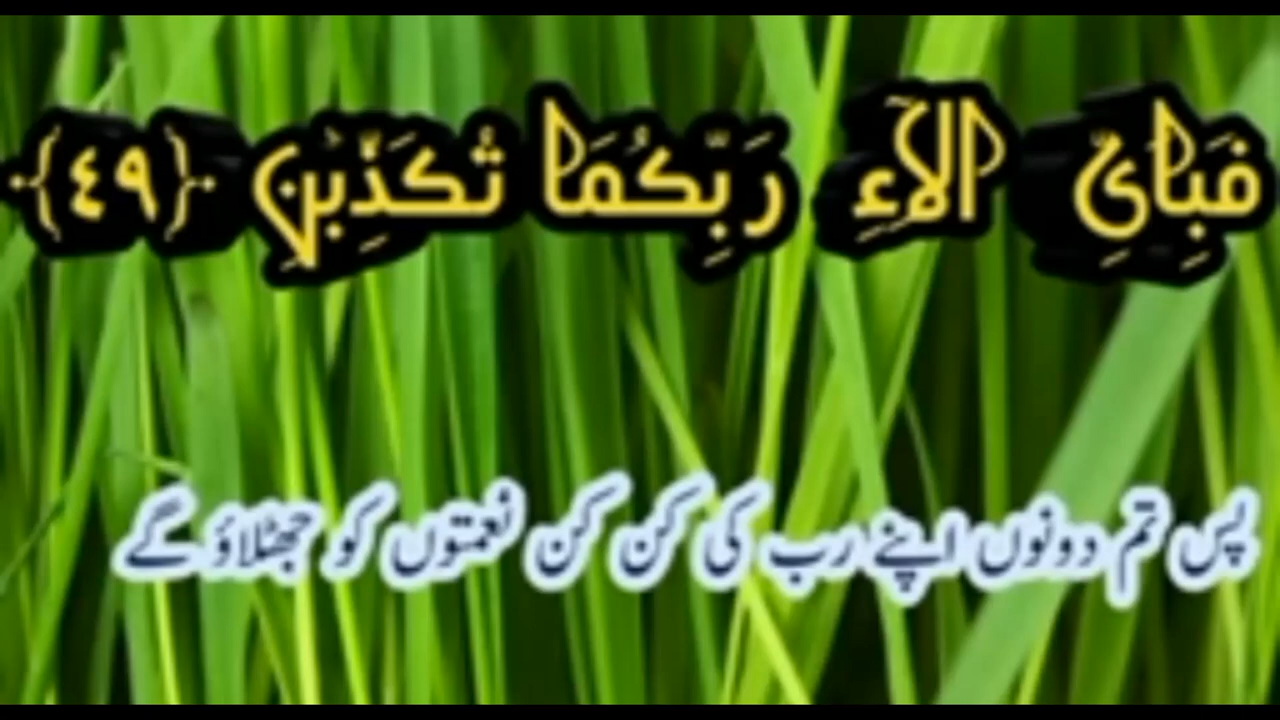 فَبِاَىِّ اٰلَآءِ رَبِّكُمَا تُكَذِّبٰنِ ﴿٤٩﴾
پس تم دونوں اپنے رب کی کن کن نعمتوں کو جھٹلاؤ گے